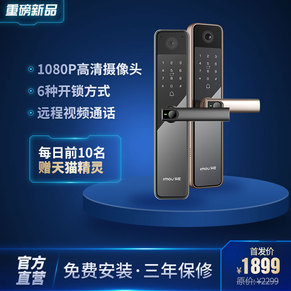 重磅新品
1080P高清摄像头
6种开锁方式
远程视频通话
每日前10名
赠天猫精灵
imou
官方
直营
免费安装·三年保修
首发价
¥1899
原价: ¥2299